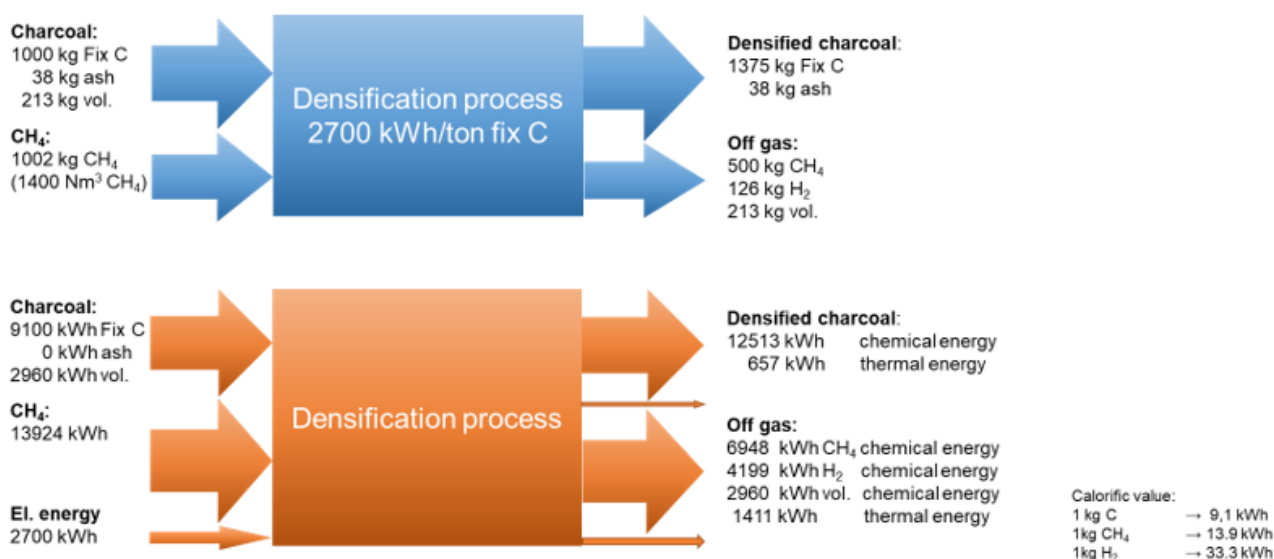 Charcoal:
1000 kg Fix C
38 kg ash
213 kg vol.
CH₄:
1002 kg CH₄
(1400 Nm³ CH₄)
Densification process
2700 kWh/ton fix C
Densified charcoal:
1375 kg Fix C
38 kg ash
Off gas:
500 kg CH₄
126 kg H₂
213 kg vol.
Charcoal:
9100 kWh Fix C
0 kWh ash
2960 kWh vol.
CH₄:
13924 kWh
El. energy
2700 kWh
Densification process
Densified charcoal:
12513 kWh chemical energy
657 kWh thermal energy
Off gas:
6948 kWh CH₄ chemical energy
4199 kWh H₂ chemical energy
2960 kWh vol. chemical energy
1411 kWh thermal energy
Calorific value:
1 kg C → 9,1 kWh
1kg CH₄ → 13.9 kWh
1kg H₂ → 33.3 kWh